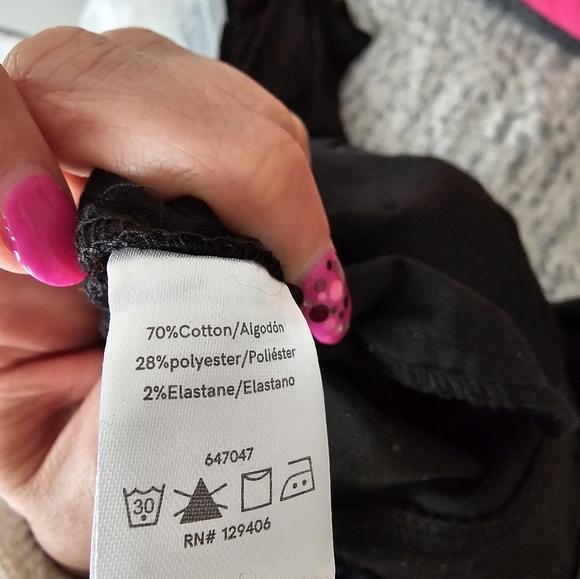 70%Cotton/Algodón
28%polyester/Poliéster
2%Elastane/Elastano
647047
30
RN# 129406